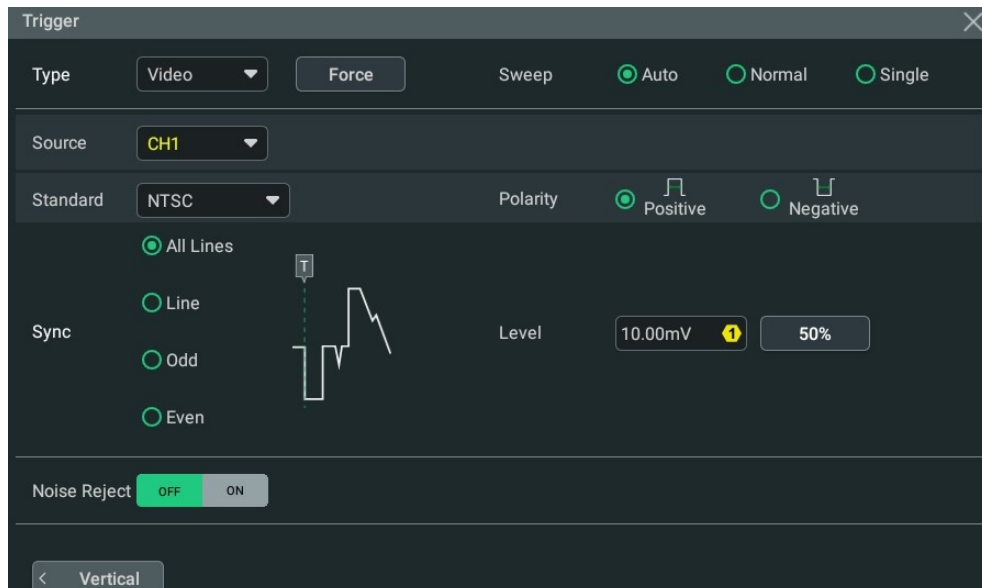 Trigger
Type Video Force Sweep Auto Normal Single
Source CH1
Standard NTSC Polarity Positive Negative
All Lines
T
Line
Sync Level 10.00mV 1 50%
Odd
Even
Noise Reject OFF ON
< Vertical